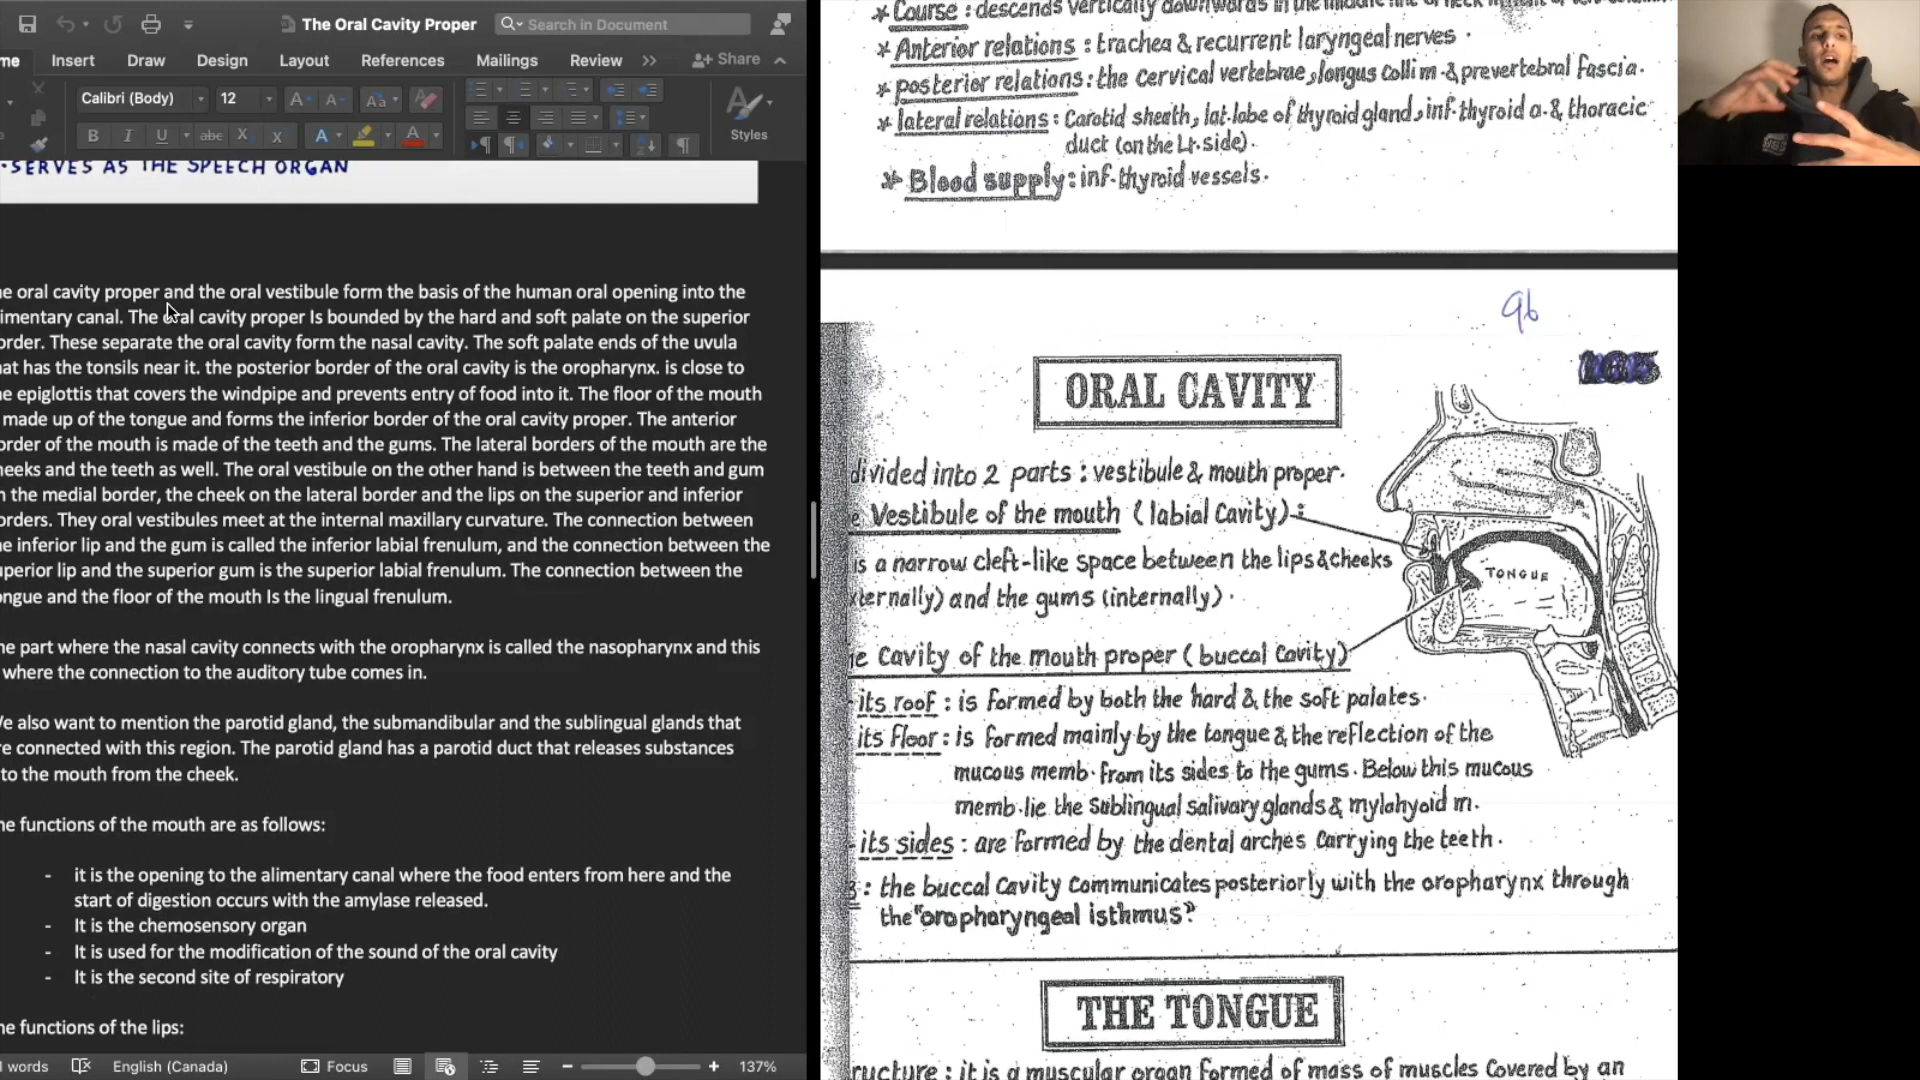 The Oral Cavity Proper
Search in Document
me
Insert
Draw
Design
Layout
References
Mailings
Review
Share
Calibri (Body)
12
Styles
-SERVES AS THE SPEECH ORGAN
he oral cavity proper and the oral vestibule form the basis of the human oral opening into the
imentary canal. The oral cavity proper Is bounded by the hard and soft palate on the superior
order. These separate the oral cavity form the nasal cavity. The soft palate ends of the uvula
hat has the tonsils near it. the posterior border of the oral cavity is the oropharynx. is close to
he epiglottis that covers the windpipe and prevents entry of food into it. The floor of the mouth
made up of the tongue and forms the inferior border of the oral cavity proper. The anterior
order of the mouth is made of the teeth and the gums. The lateral borders of the mouth are the
heeks and the teeth as well. The oral vestibule on the other hand is between the teeth and gum
n the medial border, the cheek on the lateral border and the lips on the superior and inferior
orders. They oral vestibules meet at the internal maxillary curvature. The connection between
he inferior lip and the gum is called the inferior labial frenulum, and the connection between the
uperior lip and the superior gum is the superior labial frenulum. The connection between the
ongue and the floor of the mouth Is the lingual frenulum.
he part where the nasal cavity connects with the oropharynx is called the nasopharynx and this
where the connection to the auditory tube comes in.
We also want to mention the parotid gland, the submandibular and the sublingual glands that
re connected with this region. The parotid gland has a parotid duct that releases substances
to the mouth from the cheek.
he functions of the mouth are as follows:
- it is the opening to the alimentary canal where the food enters from here and the
start of digestion occurs with the amylase released.
- It is the chemosensory organ
- It is used for the modification of the sound of the oral cavity
- It is the second site of respiratory
he functions of the lips:
words
English (Canada)
Focus
137%
* Course : descends vertically downwards in the middle line of neck
* Anterior relations : trachea & recurrent laryngeal nerves .
* posterior relations : the cervical vertebrae, longus colli m. & prevertebral fascia.
* lateral relations : Carotid sheath, lat. lobe of thyroid gland, inf. thyroid a. & thoracic
duct (on the Lt. side).
* Blood supply : inf. thyroid vessels.
96
105
ORAL CAVITY
divided into 2 parts : vestibule & mouth proper.
e Vestibule of the mouth (labial cavity) :
is a narrow cleft-like space between the lips & cheeks
xternally) and the gums (internally) .
TONGUE
he Cavity of the mouth proper ( buccal cavity)
- its roof : is formed by both the hard & the soft palates.
its floor : is formed mainly by the tongue & the reflection of the
mucous memb. from its sides to the gums. Below this mucous
memb. lie the sublingual salivary glands & mylohyoid m.
- its sides : are formed by the dental arches carrying the teeth .
B : the buccal cavity communicates posteriorly with the oropharynx through
the "oropharyngeal isthmus"
THE TONGUE
ructure : it is a muscular organ formed of mass of muscles covered by an